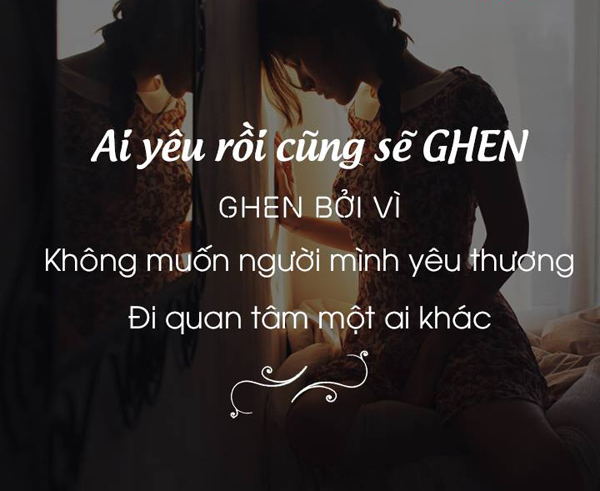 Ai yêu rồi cũng sẽ GHEN
GHEN BỞI VÌ
Không muốn người mình yêu thương
Đi quan tâm một ai khác